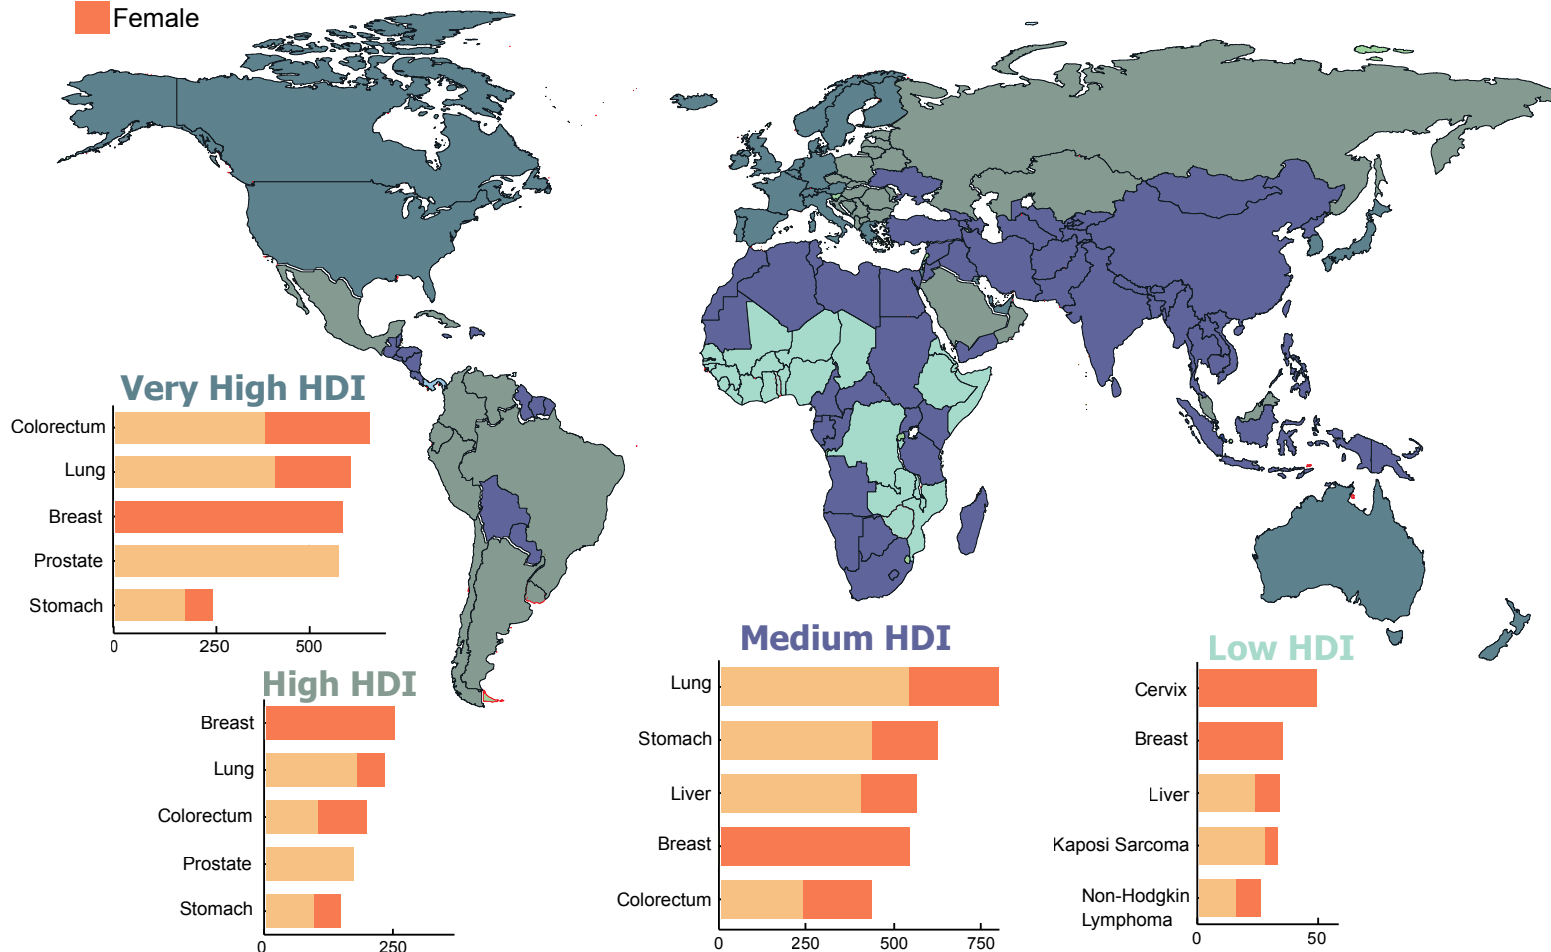 Female
Very High HDI
Colorectum
Lung
Breast
Prostate
Stomach
0 250 500
High HDI
Breast
Lung
Colorectum
Prostate
Stomach
0 250
Medium HDI
Lung
Stomach
Liver
Breast
Colorectum
0 250 500 750
Low HDI
Cervix
Breast
Liver
Kaposi Sarcoma
Non-Hodgkin
Lymphoma
0 50